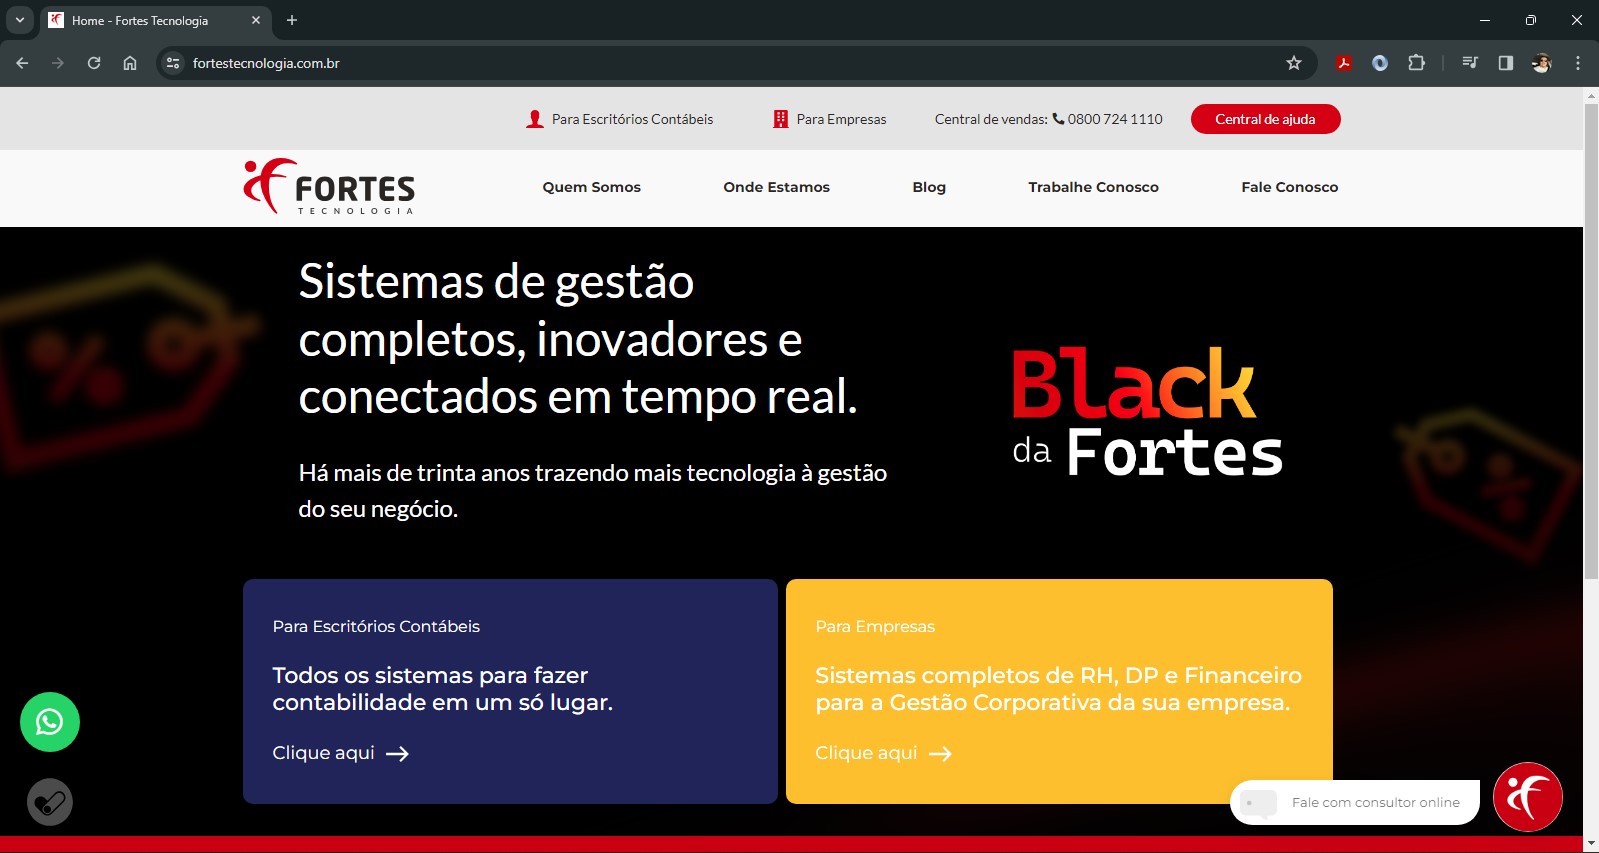 Home - Fortes Tecnologia
fortestecnologia.com.br
Para Escritórios Contábeis
Para Empresas
Central de vendas: 0800 724 1110
Central de ajuda
FORTES
TECNOLOGIA
Quem Somos
Onde Estamos
Blog
Trabalhe Conosco
Fale Conosco
Sistemas de gestão
completos, inovadores e
conectados em tempo real.
Há mais de trinta anos trazendo mais tecnologia à gestão
do seu negócio.
Black
da Fortes
Para Escritórios Contábeis
Todos os sistemas para fazer
contabilidade em um só lugar.
Clique aqui
Para Empresas
Sistemas completos de RH, DP e Financeiro
para a Gestão Corporativa da sua empresa.
Clique aqui
Fale com consultor online